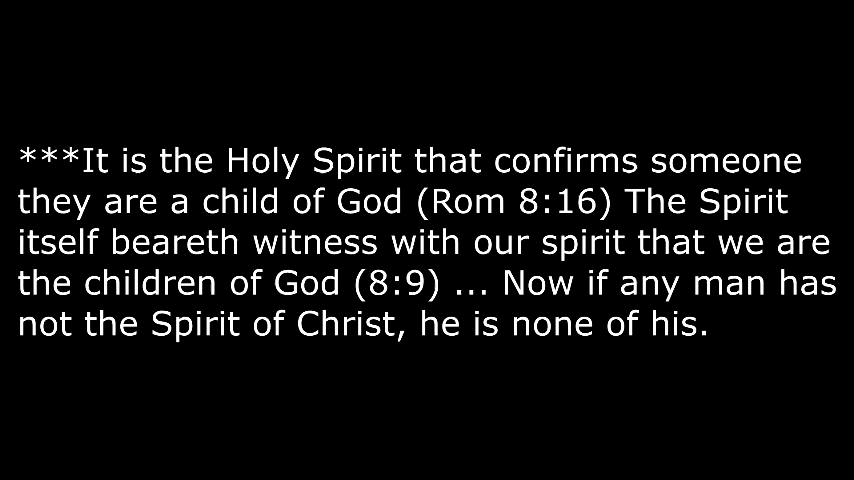 ***It is the Holy Spirit that confirms someone
they are a child of God (Rom 8:16) The Spirit
itself beareth witness with our spirit that we are
the children of God (8:9) ... Now if any man has
not the Spirit of Christ, he is none of his.